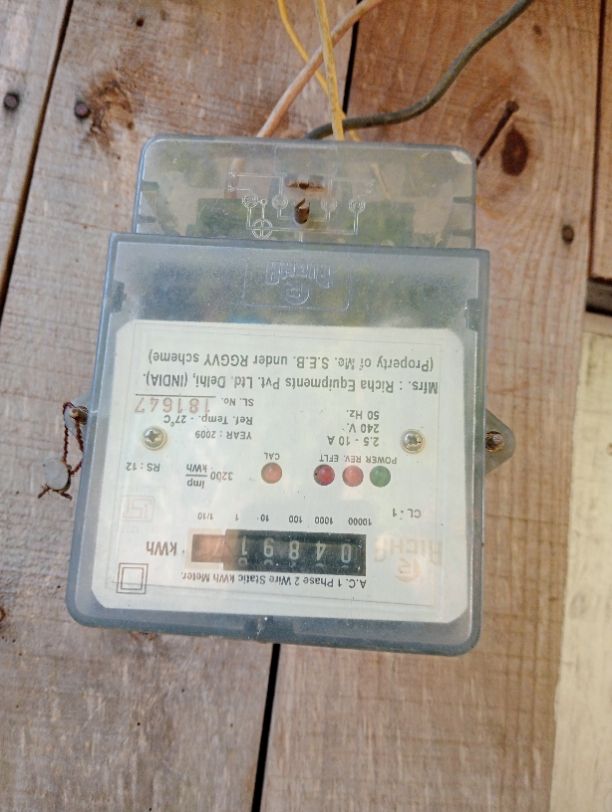 A.C. 1 Phase 2 Wire Static kWh Meter.
RICHA
04891
kWh
10000 1000 100 10 1 1/10
CL - 1
POWER REV. EFLT
CAL
3200 imp
kWh
RS : 12
2.5 - 10 A
240 V.
50 Hz.
YEAR : 2009
Ref. Temp. - 27°C
SL. No. 181647
Mfrs. : Richa Equipments Pvt. Ltd. Delhi, (INDIA).
(Property of Me. S.E.B. under RGGVY scheme)
RICHA